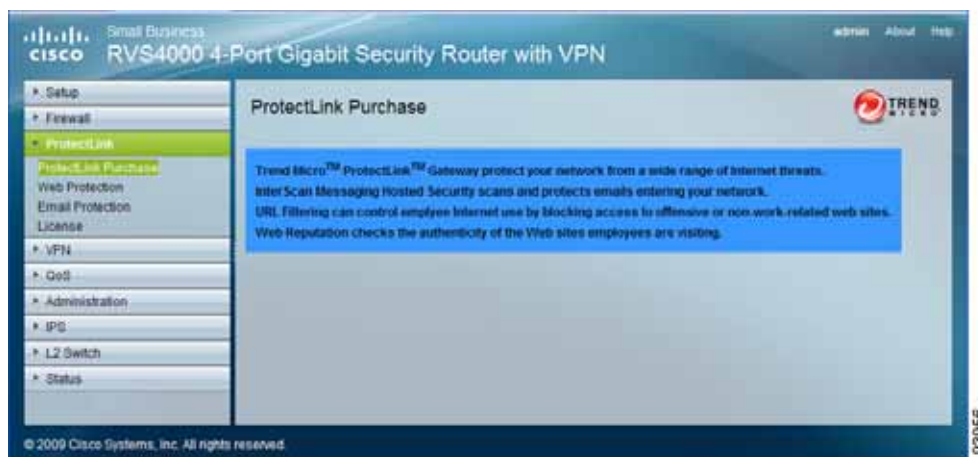 Small Business
cisco RVS4000 4-Port Gigabit Security Router with VPN
admin About Help
Setup
Firewall
ProtectLink
ProtectLink Purchase
Web Protection
Email Protection
License
VPN
QoS
Administration
IPS
L2 Switch
Status
ProtectLink Purchase
TREND MICRO
Trend Micro™ ProtectLink™ Gateway protect your network from a wide range of Internet threats.
InterScan Messaging Hosted Security scans and protects emails entering your network.
URL Filtering can control emplyee Internet use by blocking access to offensive or non-work-related web sites.
Web Reputation checks the authenticity of the Web sites employees are visiting.
© 2009 Cisco Systems, Inc. All rights reserved.